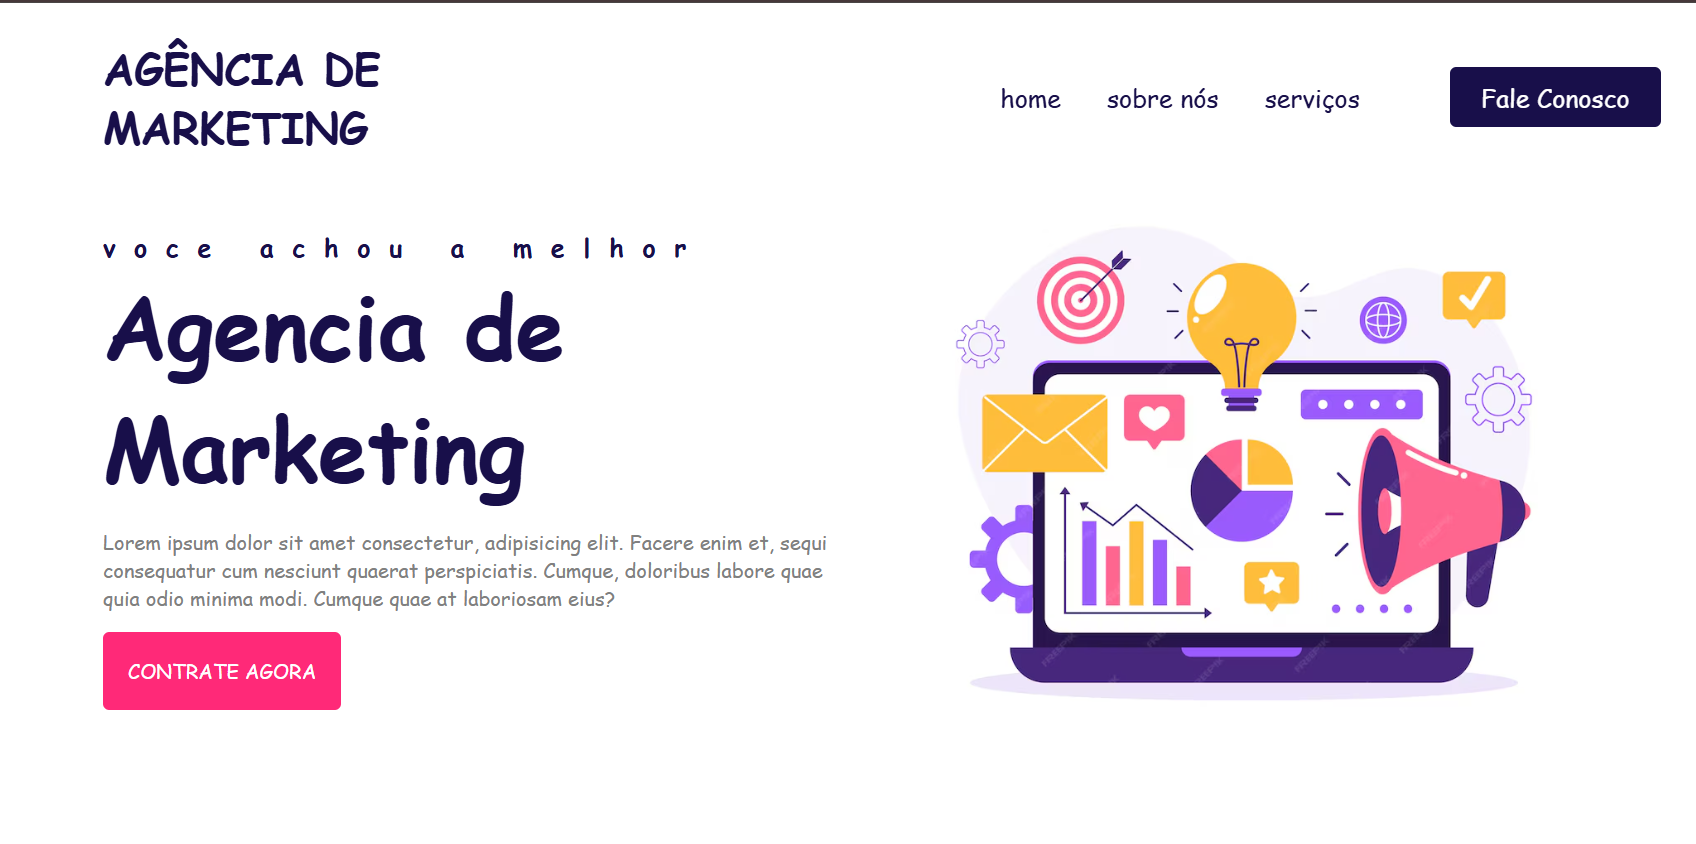 AGÊNCIA DE
MARKETING
home sobre nós serviços Fale Conosco
voce achou a melhor
Agencia de
Marketing
Lorem ipsum dolor sit amet consectetur, adipisicing elit. Facere enim et, sequi
consequatur cum nesciunt quaerat perspiciatis. Cumque, doloribus labore quae
quia odio minima modi. Cumque quae at laboriosam eius?
CONTRATE AGORA